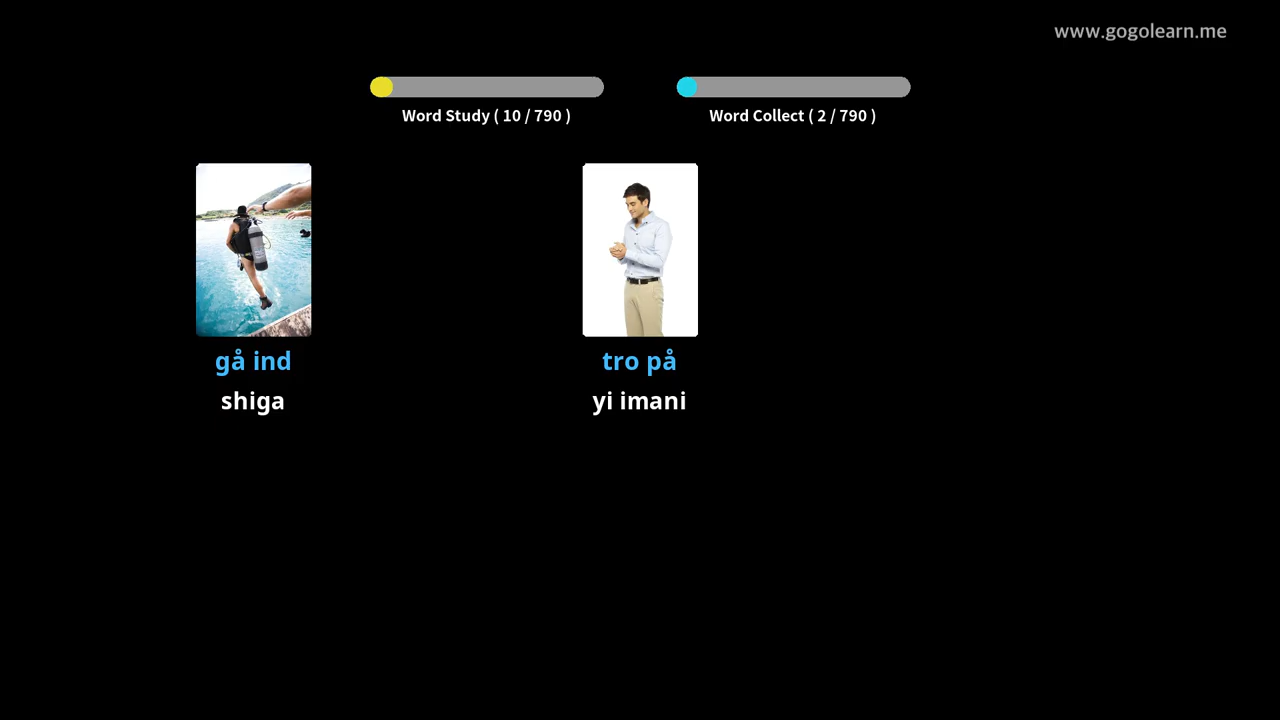 www.gogolearn.me
Word Study ( 10 / 790 )
Word Collect ( 2 / 790 )
gå ind
shiga
tro på
yi imani